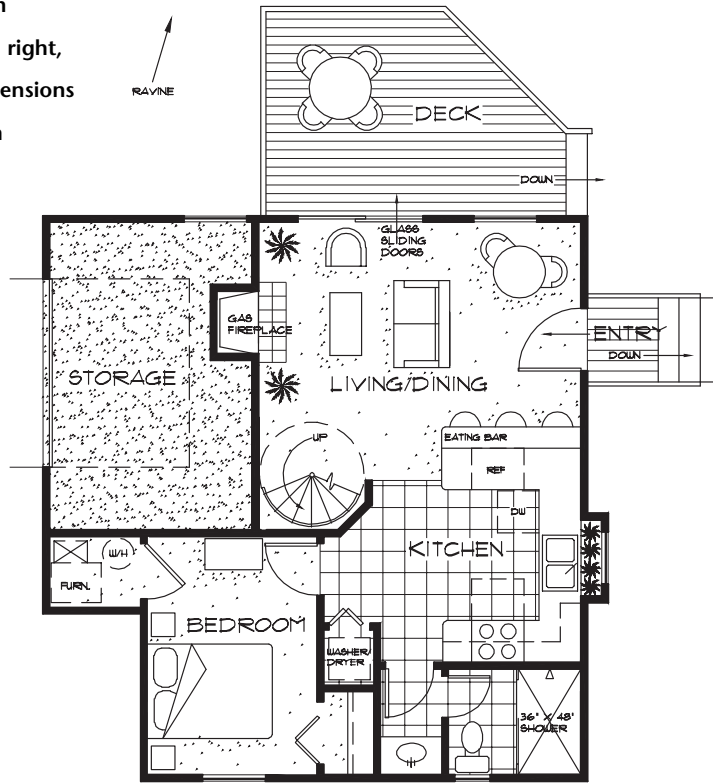 right,
ensions
RAVINE
DECK
DOWN
GLASS
SLIDING
DOORS
GAS
FIREPLACE
ENTRY
DOWN
STORAGE
LIVING/DINING
UP
EATING BAR
REF
DW
KITCHEN
W/H
FURN.
BEDROOM
WASHER/
DRYER
36" X 48"
SHOWER